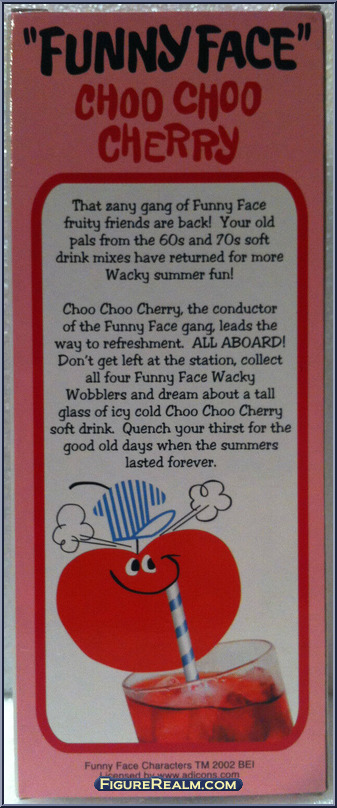 "FUNNY FACE"
CHOO CHOO
CHERRY
That zany gang of Funny Face
fruity friends are back! Your old
pals from the 60s and 70s soft
drink mixes have returned for more
Wacky summer fun!
Choo Choo Cherry, the conductor
of the Funny Face gang, leads the
way to refreshment. ALL ABOARD!
Don't get left at the station, collect
all four Funny Face Wacky
Wobblers and dream about a tall
glass of icy cold Choo Choo Cherry
soft drink. Quench your thirst for the
good old days when the summers
lasted forever.
Funny Face Characters TM 2002 BEI
Licensed by www.adicons.com
FIGUREREALM.COM